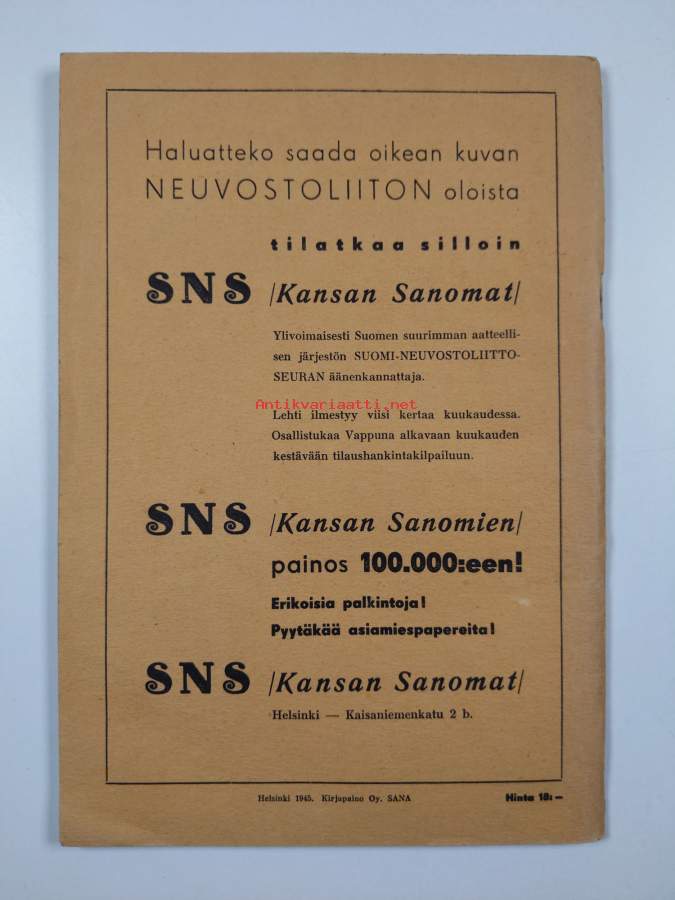 Haluatteko saada oikean kuvan
NEUVOSTOLIITON oloista
tilatkaa silloin
SNS /Kansan Sanomat/
Ylivoimaisesti Suomen suurimman aatteelli-
sen järjestön SUOMI-NEUVOSTOLIITTO-
SEURAN äänenkannattaja.
Antikvariaatti.net
Lehti ilmestyy viisi kertaa kuukaudessa.
Osallistukaa Vappuna alkavaan kuukauden
kestävään tilaushankintakilpailuun.
SNS /Kansan Sanomien/
painos 100.000:een!
Erikoisia palkintoja!
Pyytäkää asiamiespapereita!
SNS /Kansan Sanomat/
Helsinki — Kaisaniemenkatu 2 b.
Helsinki 1945. Kirjapaino Oy. SANA
Hinta 18: —